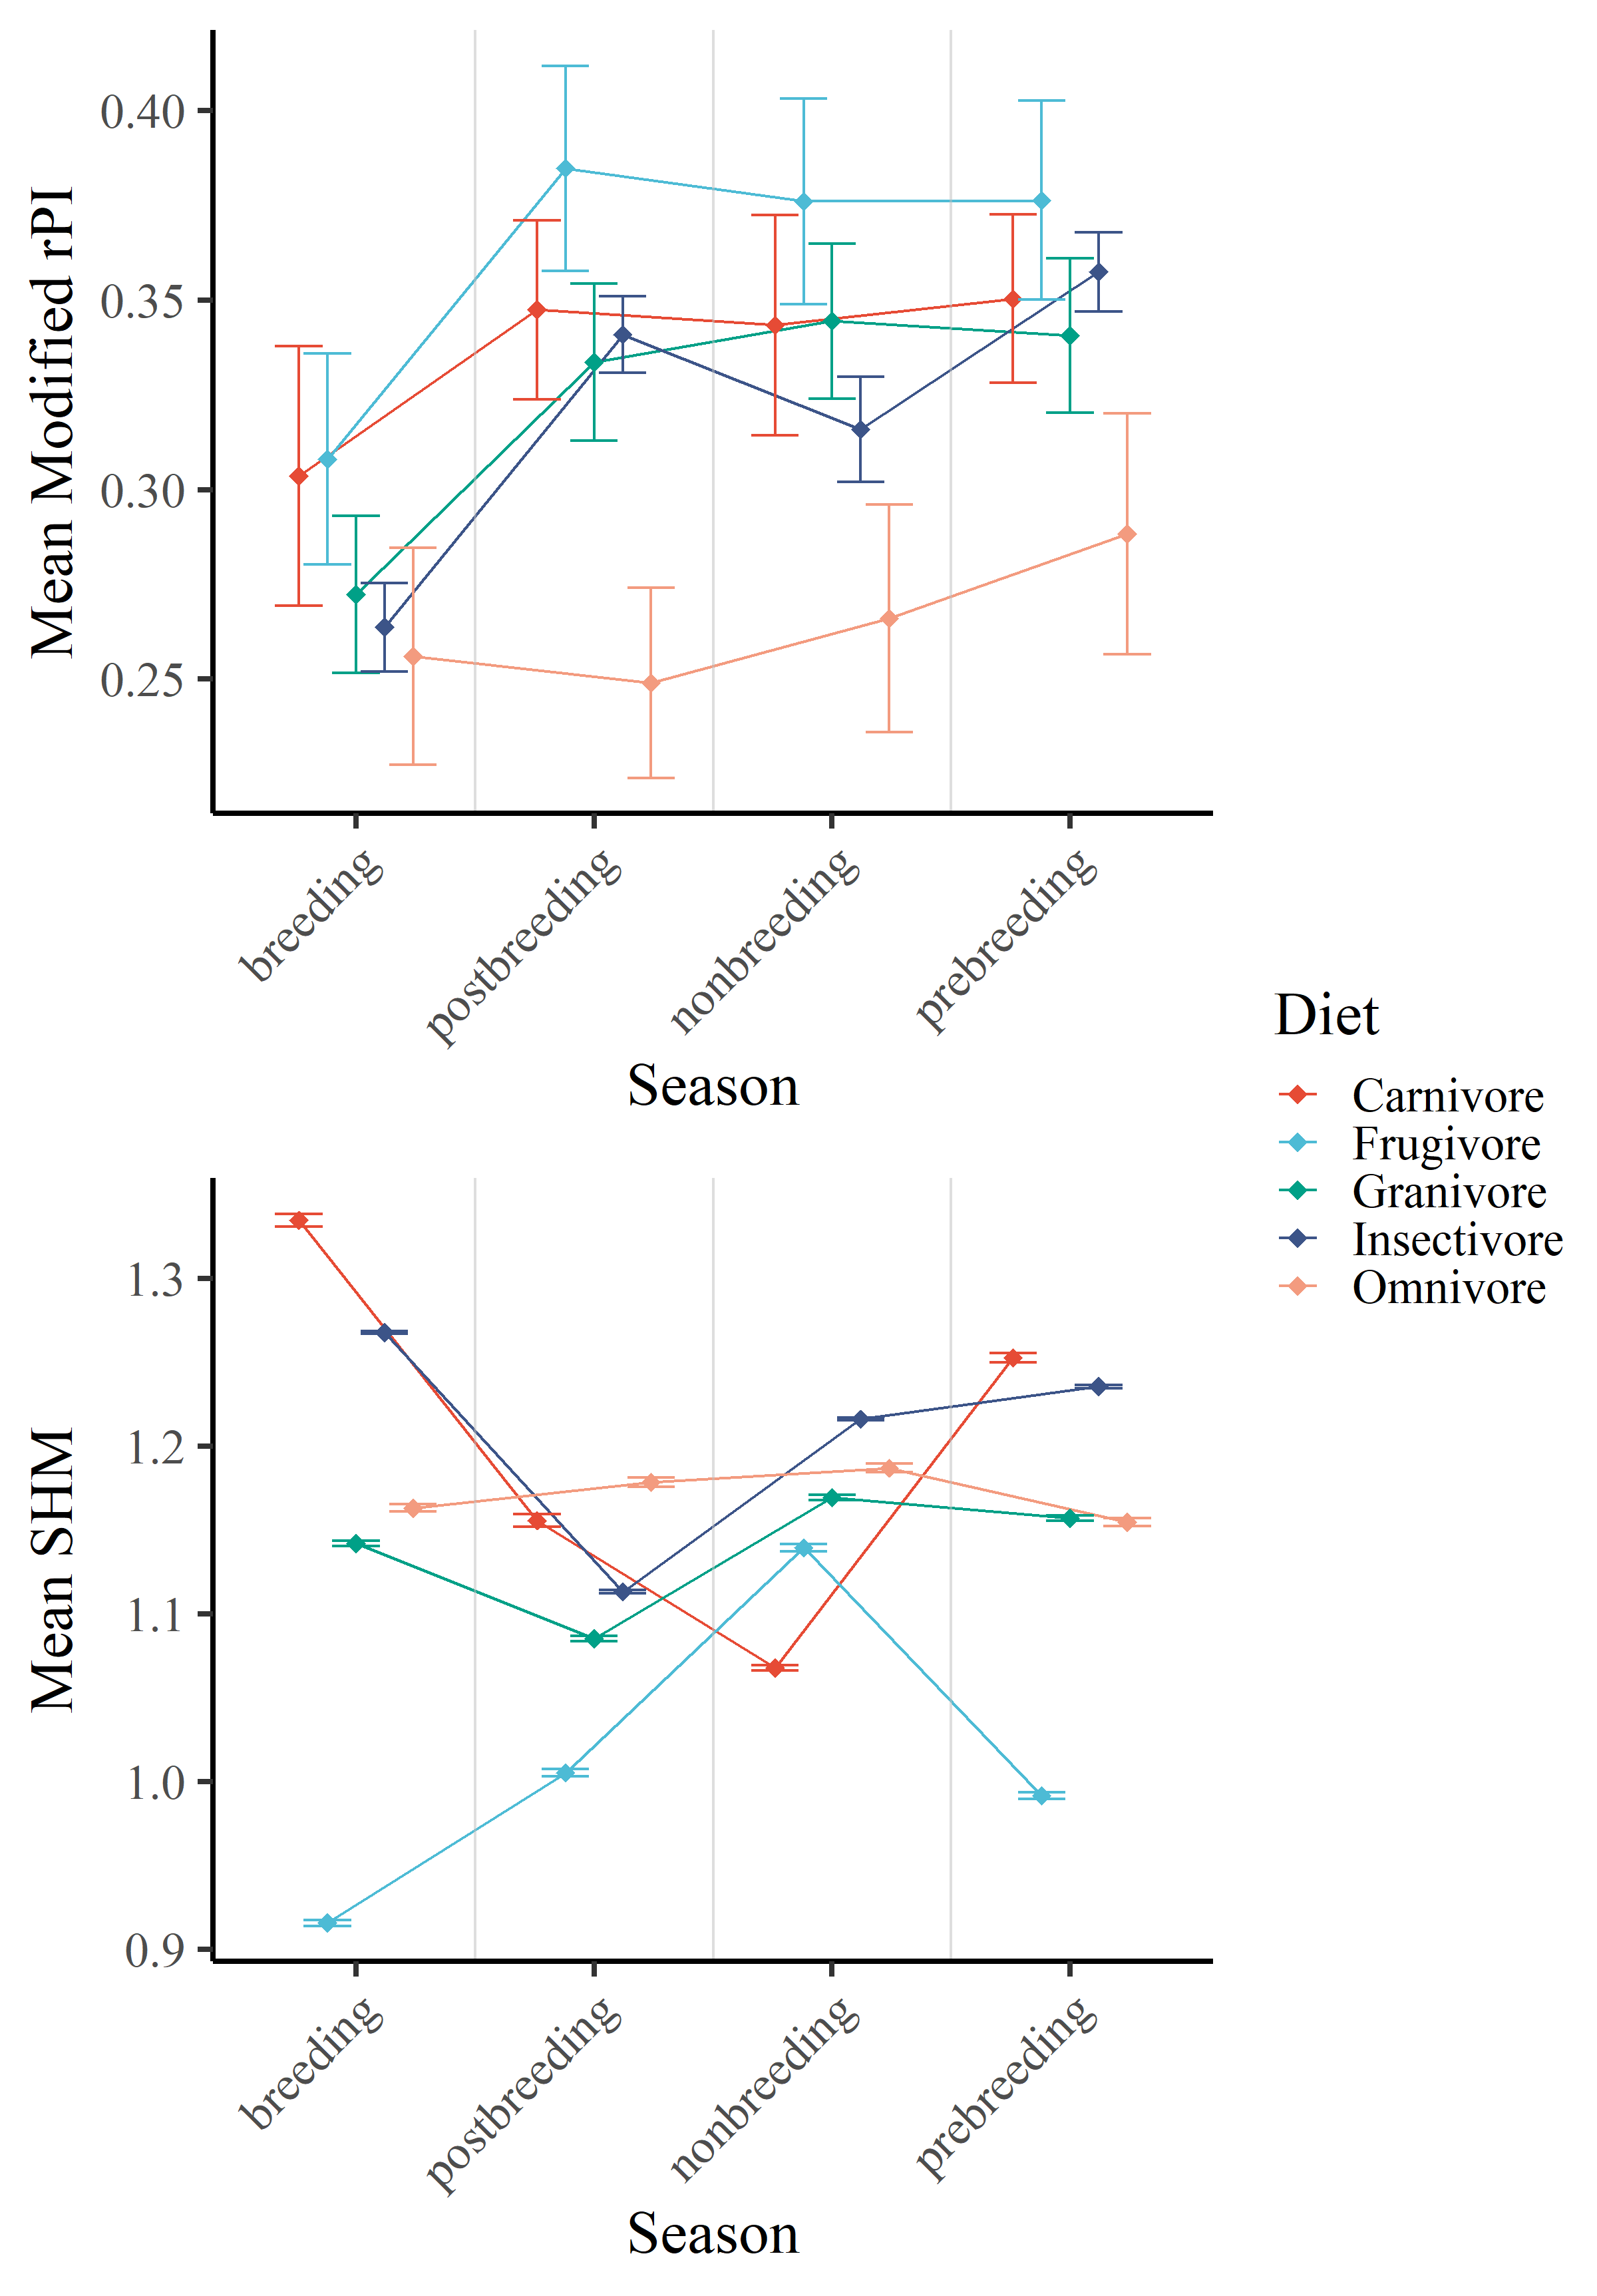 Mean Modified rPI
0.40
0.35
0.30
0.25
breeding
postbreeding
nonbreeding
prebreeding
Season
Diet
Carnivore
Frugivore
Granivore
Insectivore
Omnivore
Mean SHM
1.3
1.2
1.1
1.0
0.9
breeding
postbreeding
nonbreeding
prebreeding
Season